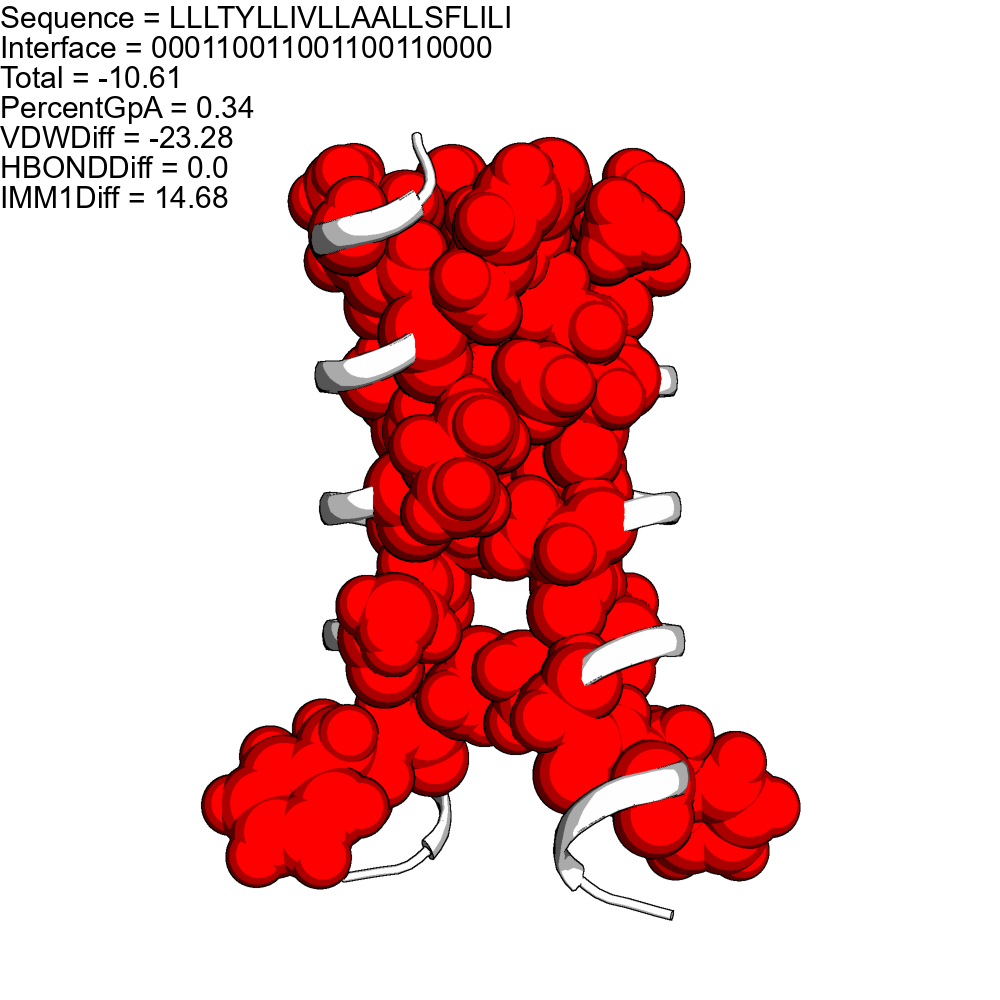 Sequence = LLLTYLLIVLLAALLSFLILI
Interface = 000110011001100110000
Total = -10.61
PercentGpA = 0.34
VDWDiff = -23.28
HBONDDiff = 0.0
IMM1Diff = 14.68